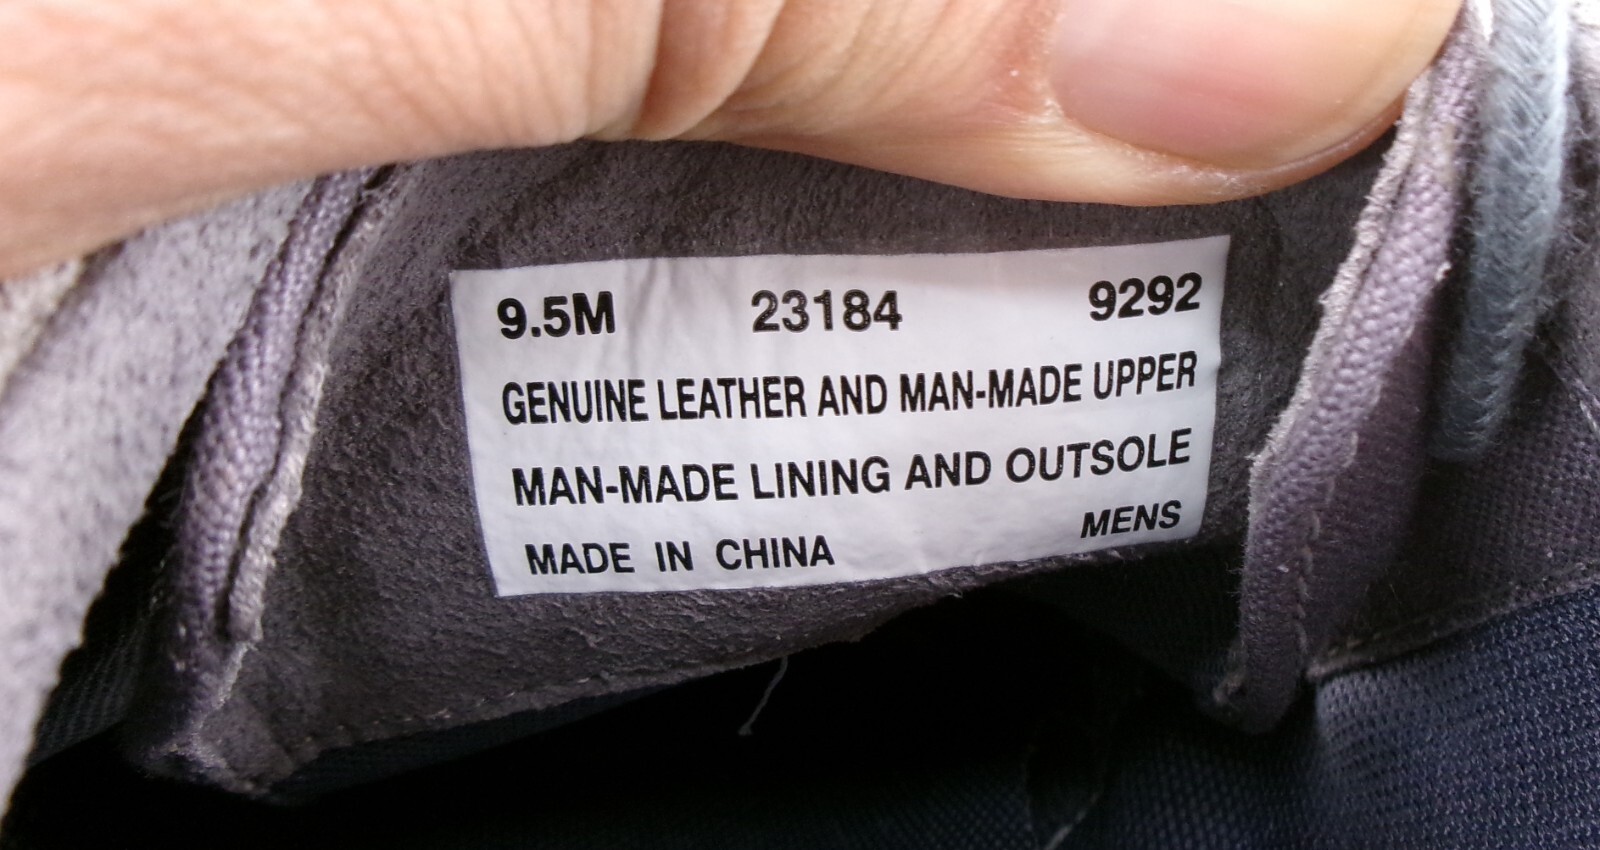 9.5M 23184 9292
GENUINE LEATHER AND MAN-MADE UPPER
MAN-MADE LINING AND OUTSOLE
MADE IN CHINA MENS